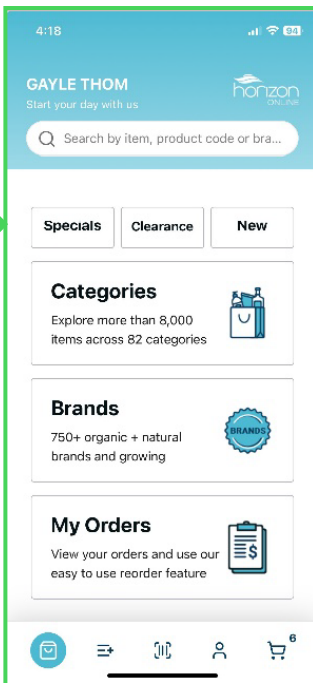 4:18
94
GAYLE THOM
Start your day with us
horizon
ONLINE
Search by item, product code or bra...
Specials
Clearance
New
Categories
Explore more than 8,000
items across 82 categories
Brands
750+ organic + natural
brands and growing
BRANDS
My Orders
View your orders and use our
easy to use reorder feature
$
6